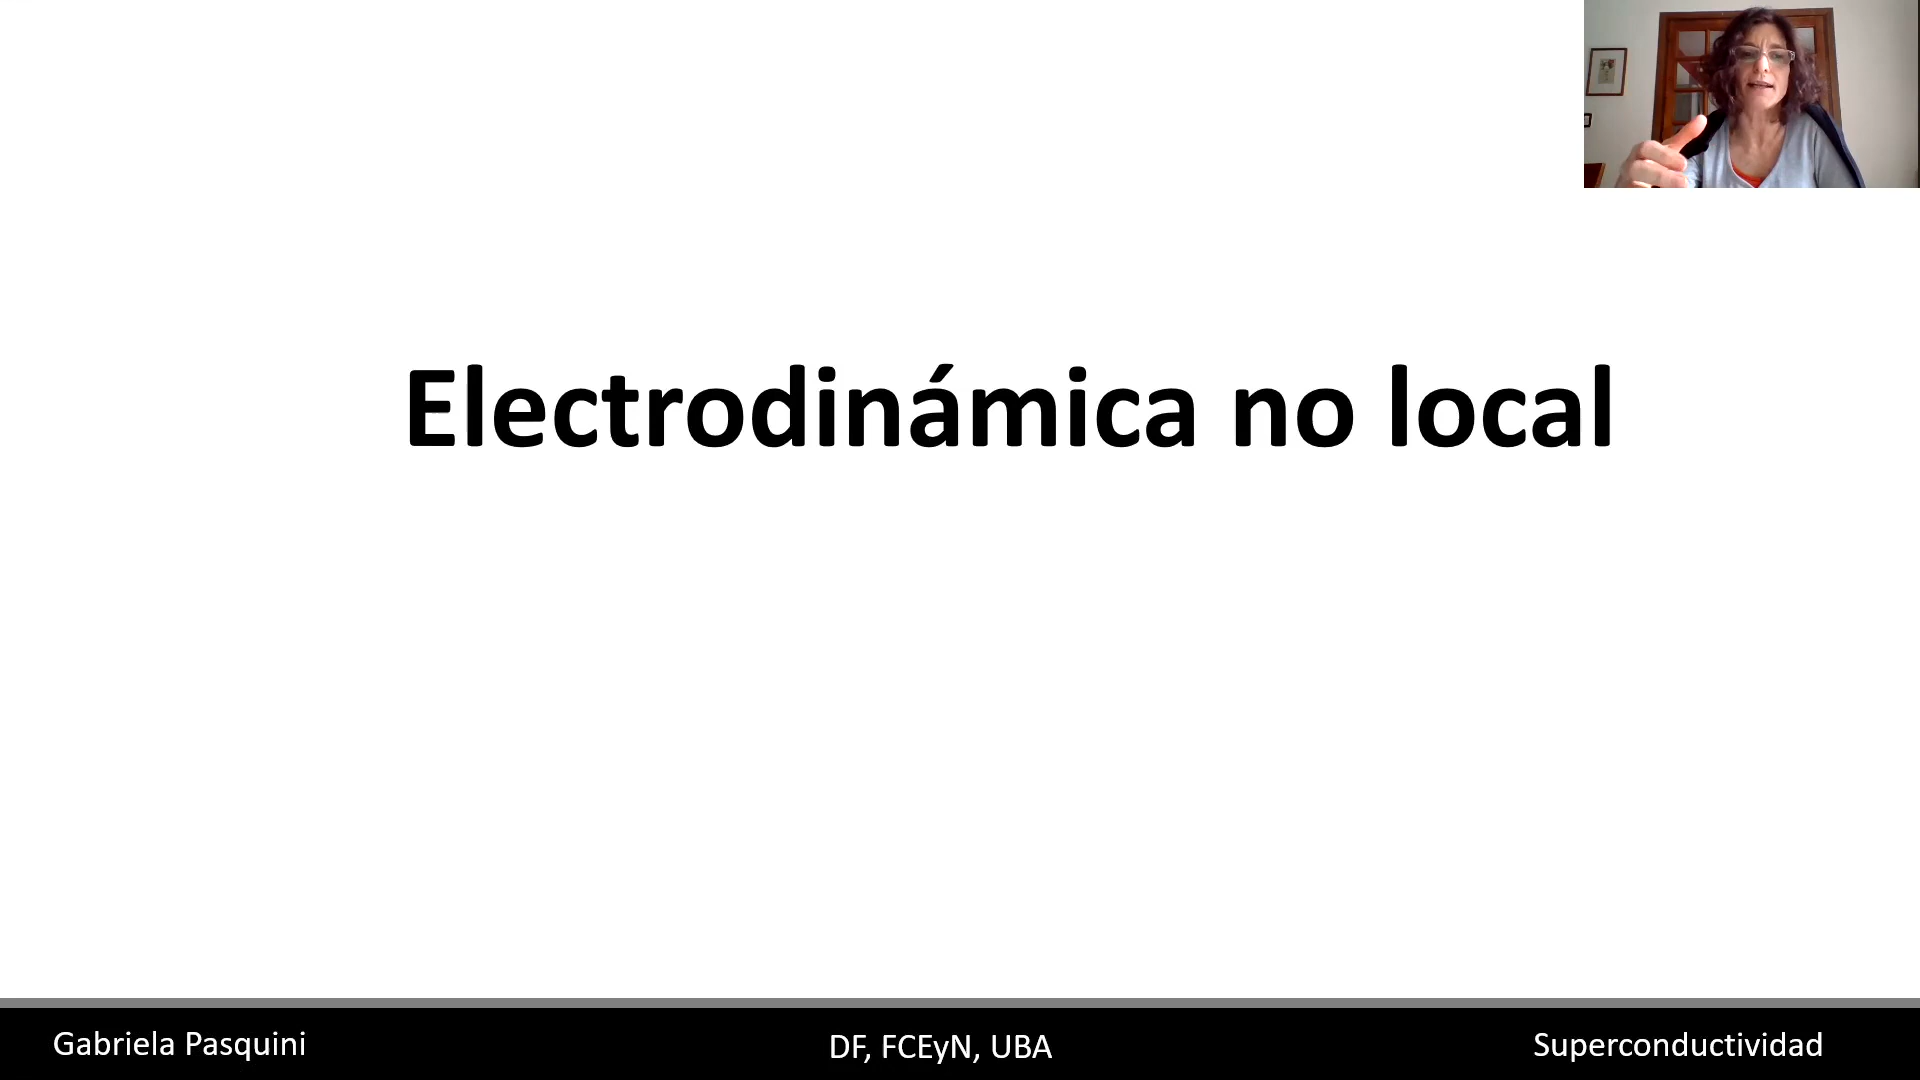 Electrodinámica no local
Gabriela Pasquini
DF, FCEyN, UBA
Superconductividad